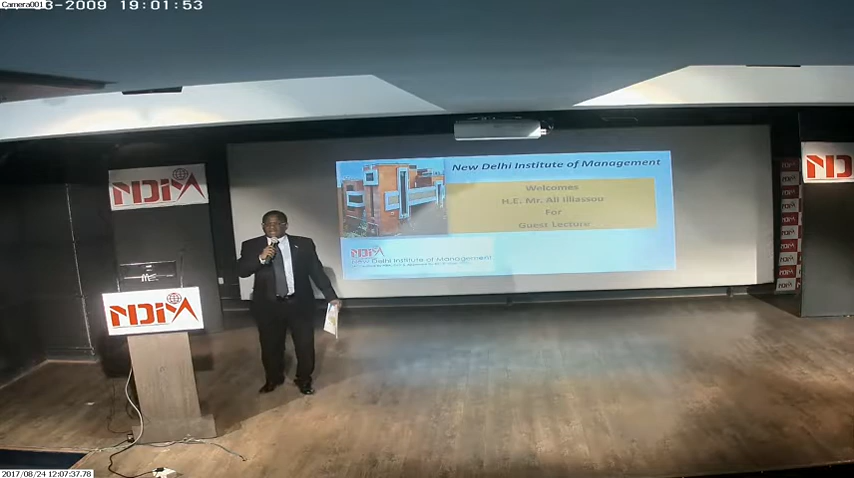 Camera001
-2009 19:01:53
NDIM
New Delhi Institute of Management
Welcomes
H.E. Mr. Ali Illiassou
For
Guest Lecture
NDIM
New Delhi Institute of Management
NDIM
NDIM
2017/08/24 12:07:37.78